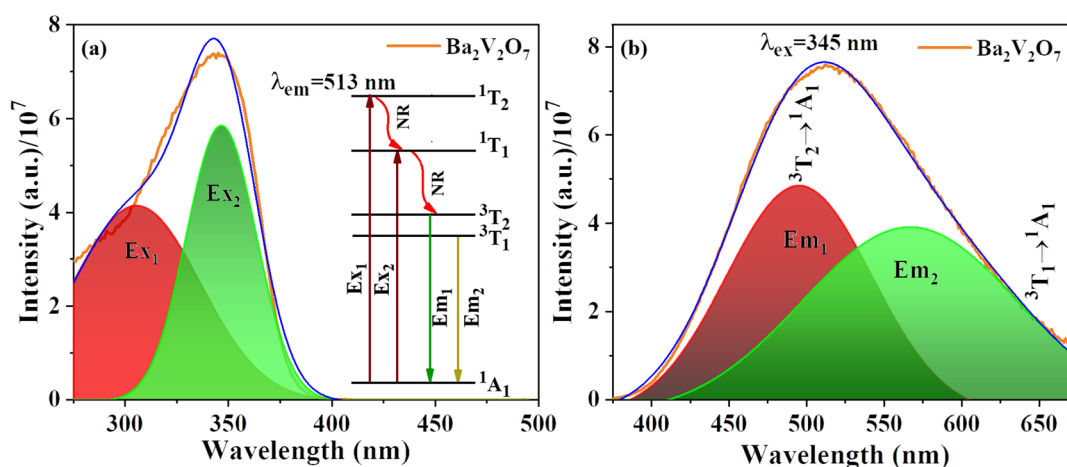 (a)
Ba₂V₂O₇
λem=513 nm
¹T₂
NR
¹T₁
NR
³T₂
³T₁
Ex₁
Ex₂
Ex₁
Ex₂
Em₁
Em₂
¹A₁
Intensity (a.u.)/10⁷
8
6
4
2
0
300
350
400
450
500
Wavelength (nm)
(b)
λex=345 nm
Ba₂V₂O₇
³T₂→¹A₁
³T₁→¹A₁
Em₁
Em₂
Intensity (a.u.)/10⁷
8
6
4
2
0
400
450
500
550
600
650
Wavelength (nm)